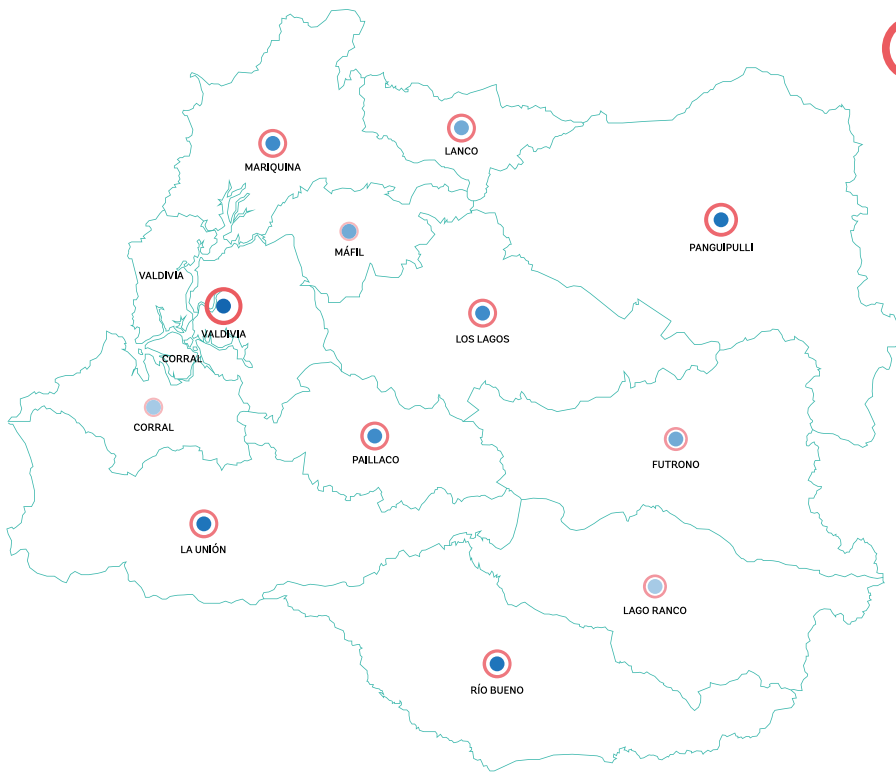 LANCO
MARIQUINA
PANGUIPULLI
MÁFIL
VALDIVIA
VALDIVIA
LOS LAGOS
CORRAL
CORRAL
PAILLACO
FUTRONO
LA UNIÓN
LAGO RANCO
RÍO BUENO